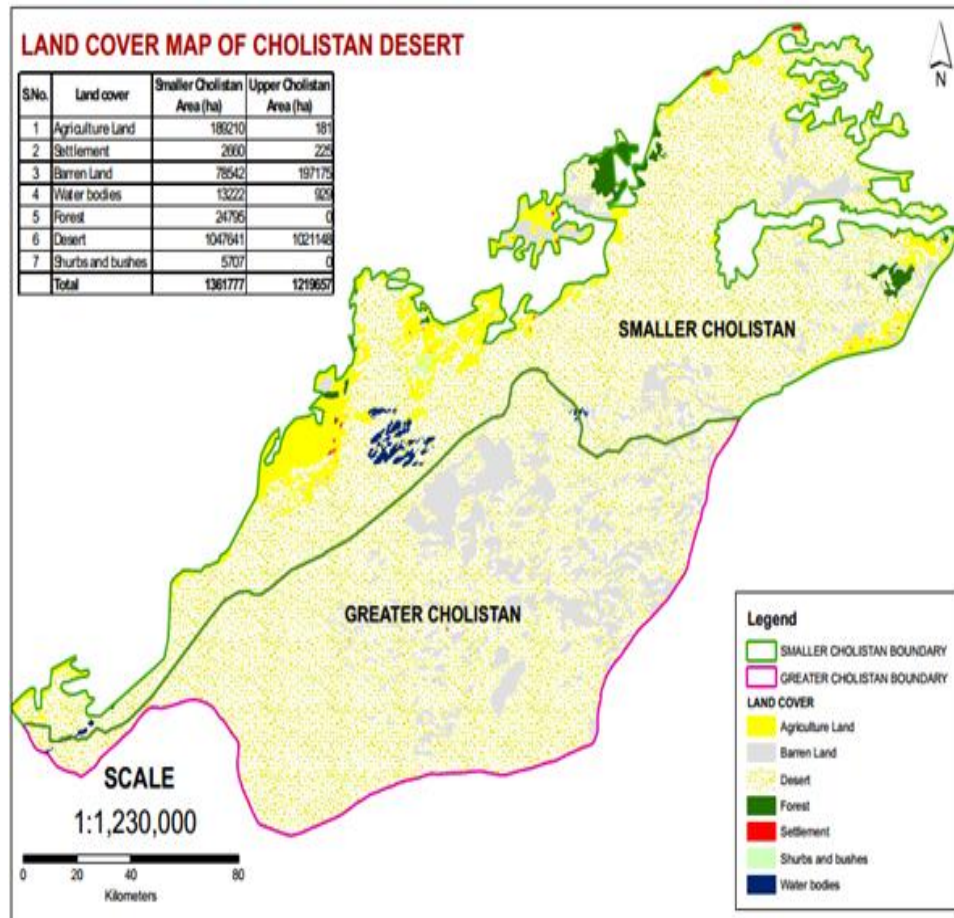 LAND COVER MAP OF CHOLISTAN DESERT
S.No. Land cover Smaller Cholistan Area (ha) Upper Cholistan Area (ha)
1 Agriculture Land 189210 181
2 Settlement 2660 225
3 Barren Land 78542 197175
4 Water bodies 13222 929
5 Forest 24795 0
6 Desert 1047641 1021148
7 Shurbs and bushes 5707 0
Total 1361777 1219657
N
SMALLER CHOLISTAN
GREATER CHOLISTAN
SCALE
1:1,230,000
0 20 40 80
Kilometers
Legend
SMALLER CHOLISTAN BOUNDARY
GREATER CHOLISTAN BOUNDARY
LAND COVER
Agriculture Land
Barren Land
Desert
Forest
Settlement
Shurbs and bushes
Water bodies